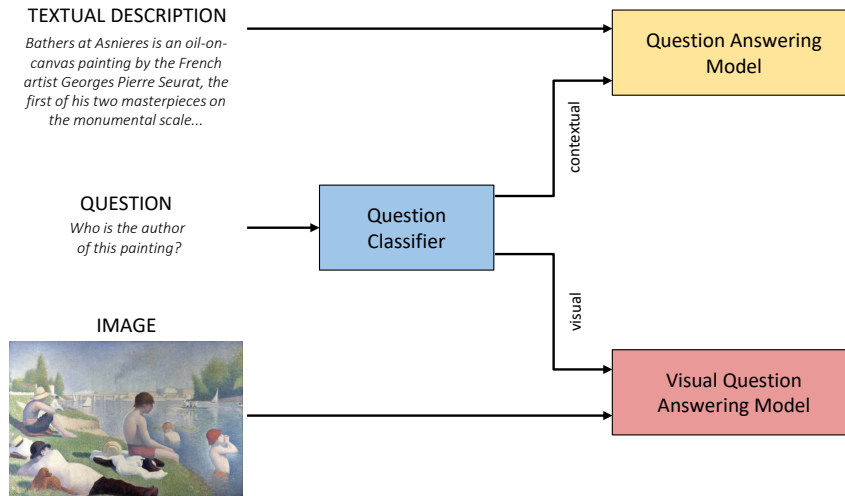 TEXTUAL DESCRIPTION
Bathers at Asnieres is an oil-on-
canvas painting by the French
artist Georges Pierre Seurat, the
first of his two masterpieces on
the monumental scale...
Question Answering
Model
contextual
QUESTION
Who is the author
of this painting?
Question
Classifier
visual
IMAGE
Visual Question
Answering Model